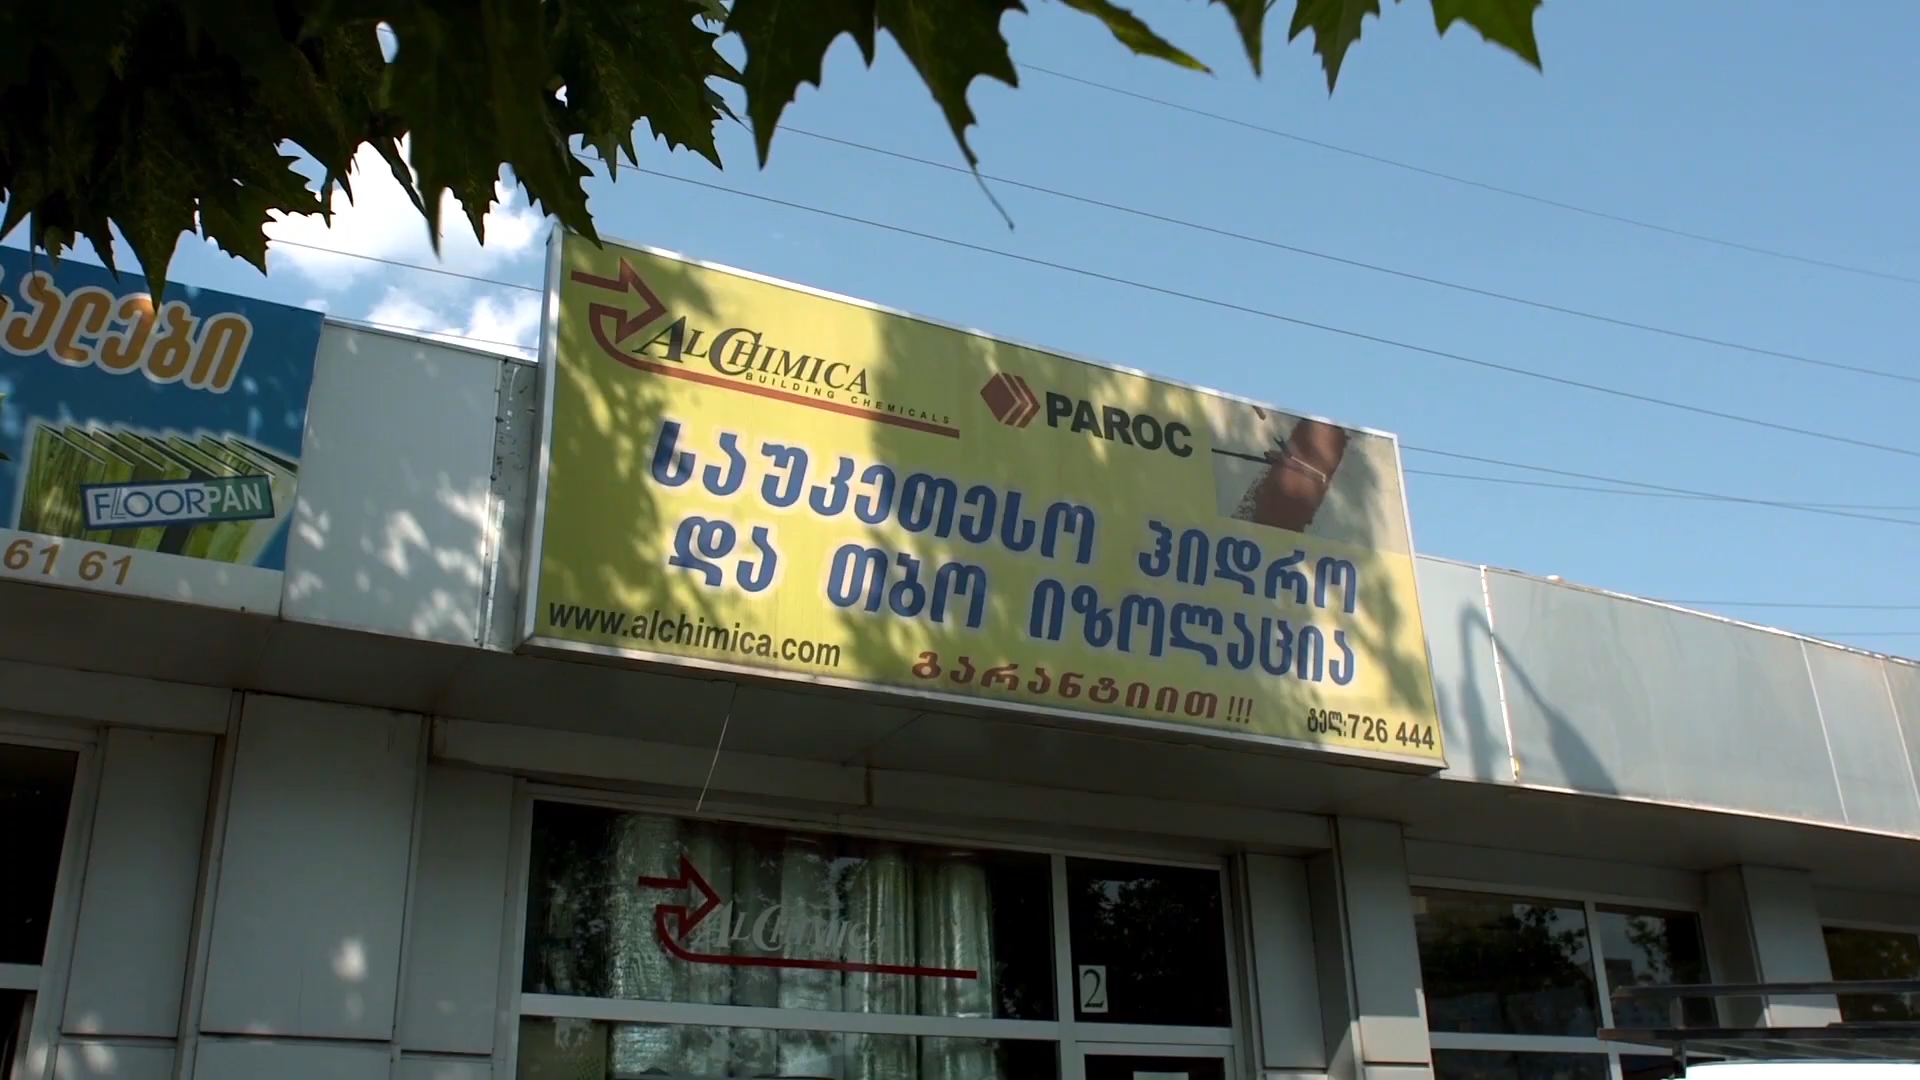 ALCHIMICA
BUILDING CHEMICALS
PAROC
საუკეთესო ჰიდრო
და თბო იზოლაცია
www.alchimica.com
გარანტიით !!!
ტელ:726 444
FLOORPAN
61 61
ALCHIMICA
2